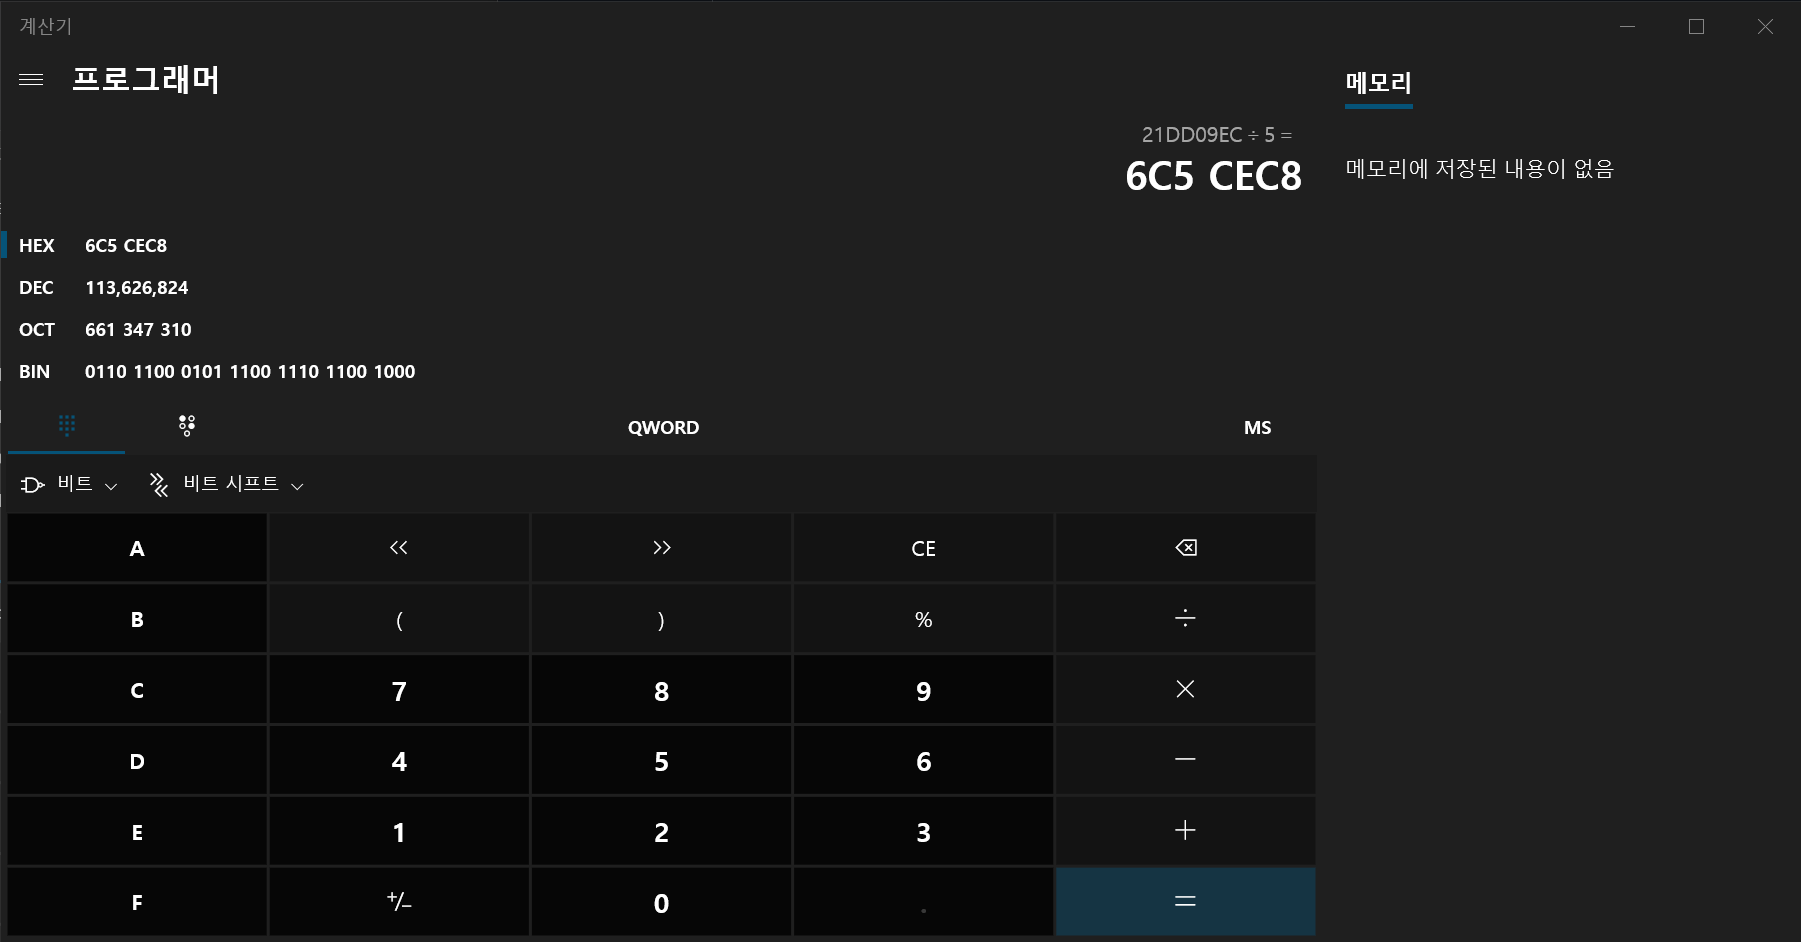 계산기
프로그래머
메모리
21DD09EC ÷ 5 =
6C5 CEC8
메모리에 저장된 내용이 없음
HEX 6C5 CEC8
DEC 113,626,824
OCT 661 347 310
BIN 0110 1100 0101 1100 1110 1100 1000
QWORD MS
비트 비트 시프트
A << >> CE
B ( ) % ÷
C 7 8 9 ×
D 4 5 6 −
E 1 2 3 +
F +/− 0 . =